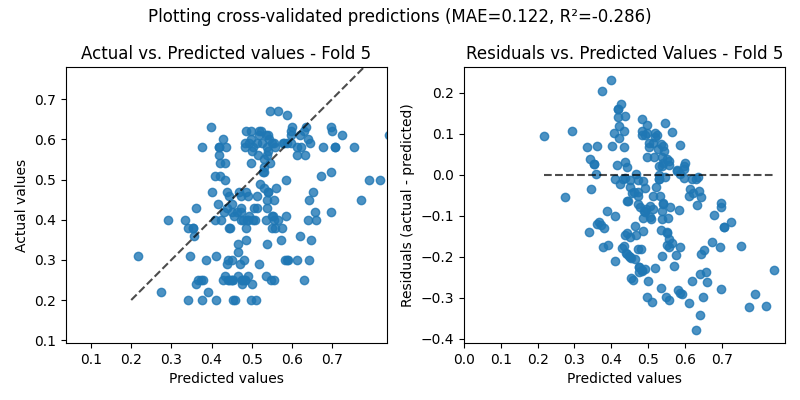 Plotting cross-validated predictions (MAE=0.122, R²=-0.286)
Actual vs. Predicted values - Fold 5
Actual values
0.7
0.6
0.5
0.4
0.3
0.2
0.1
0.1 0.2 0.3 0.4 0.5 0.6 0.7
Predicted values
Residuals vs. Predicted Values - Fold 5
Residuals (actual - predicted)
0.2
0.1
0.0
−0.1
−0.2
−0.3
−0.4
0.0 0.1 0.2 0.3 0.4 0.5 0.6 0.7
Predicted values